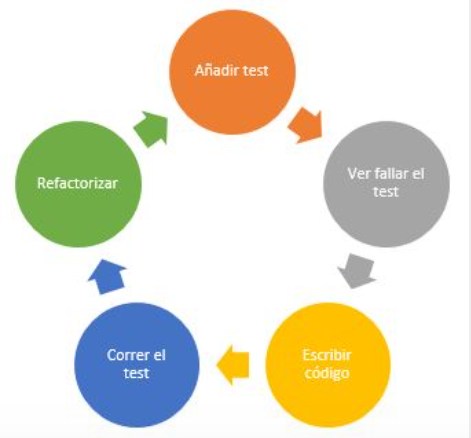 Añadir test
Ver fallar el
test
Escribir
código
Correr el
test
Refactorizar